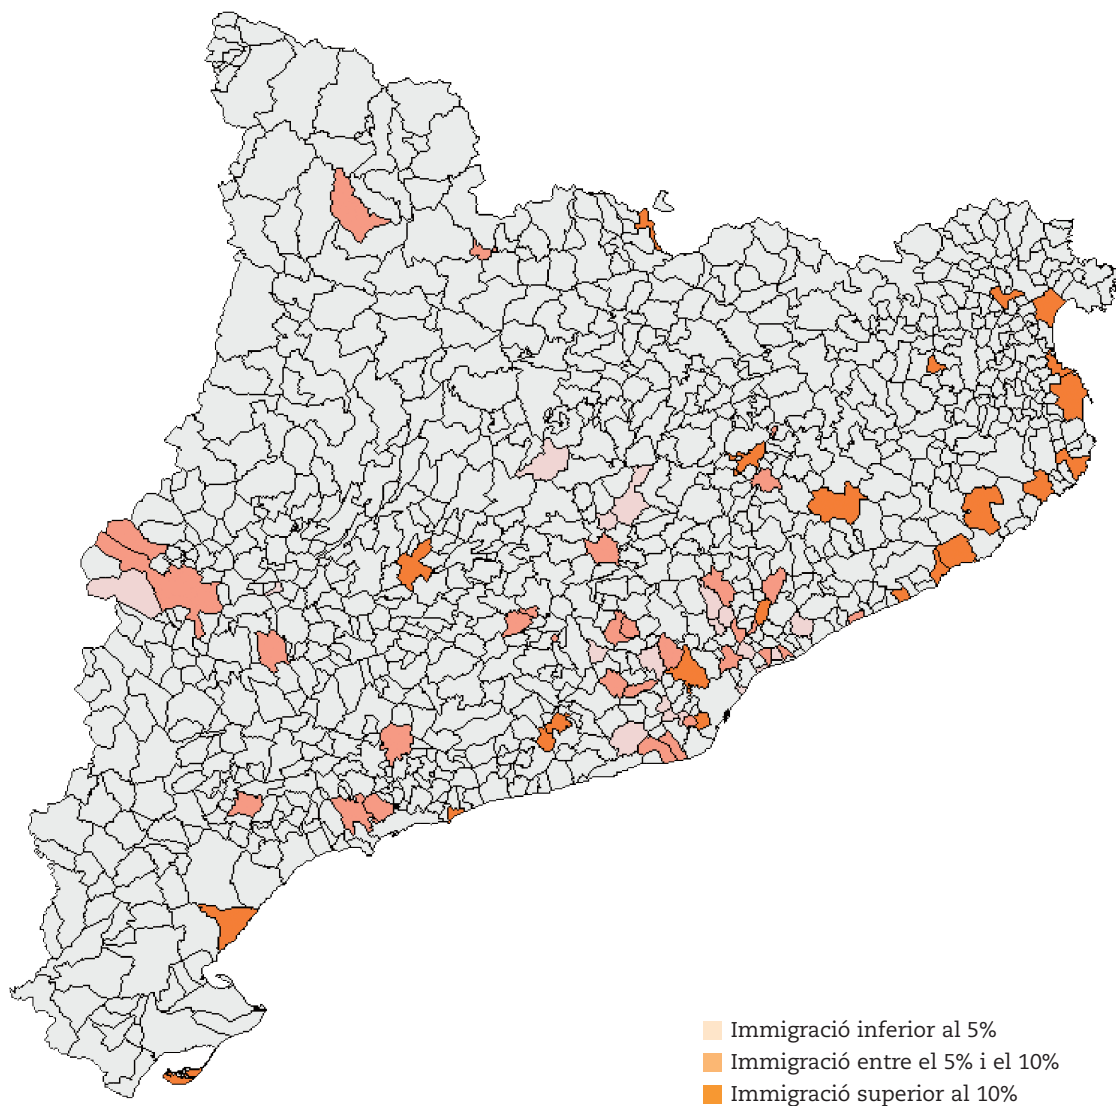 Immigració inferior al 5%
Immigració entre el 5% i el 10%
Immigració superior al 10%